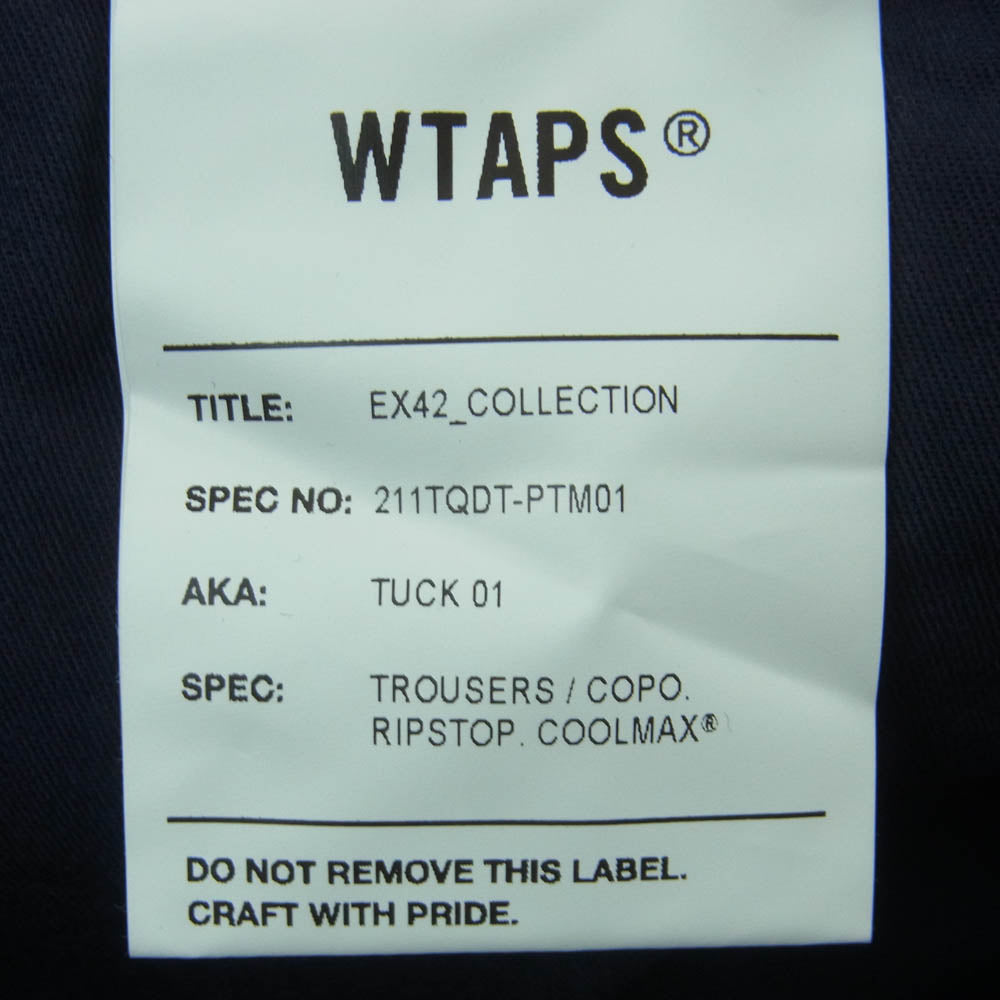 WTAPS®
TITLE: EX42_COLLECTION
SPEC NO: 211TQDT-PTM01
AKA: TUCK 01
SPEC: TROUSERS / COPO.
RIPSTOP. COOLMAX®
DO NOT REMOVE THIS LABEL.
CRAFT WITH PRIDE.